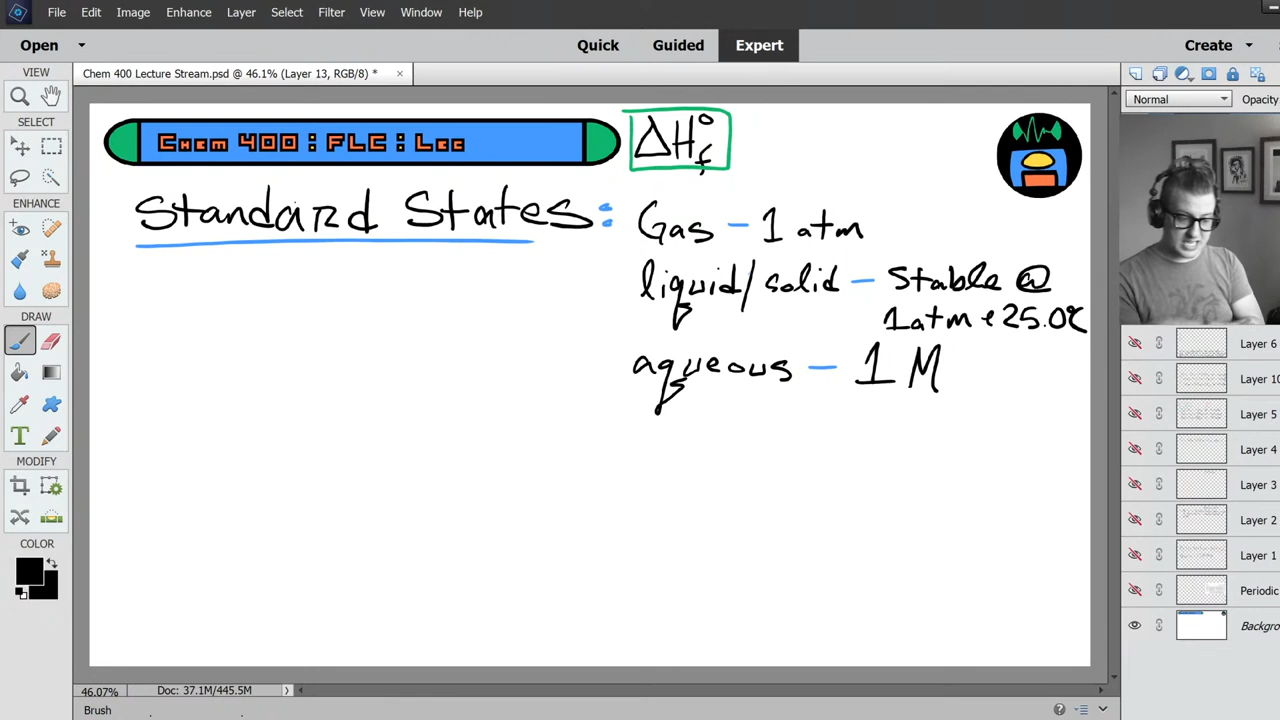 File Edit Image Enhance Layer Select Filter View Window Help
Open Quick Guided Expert Create
Chem 400 Lecture Stream.psd @ 46.1% (Layer 13, RGB/8) * ×
VIEW
SELECT
ENHANCE
DRAW
MODIFY
COLOR
Chem 400 : FLC : Lec
ΔH°f
Standard States:
Gas – 1 atm
liquid/solid – Stable @
1 atm & 25.0°C
aqueous – 1 M
Normal Opacity
Layer 6
Layer 10
Layer 5
Layer 4
Layer 3
Layer 2
Layer 1
Periodic
Backgro
46.07% Doc: 37.1M/445.5M
Brush